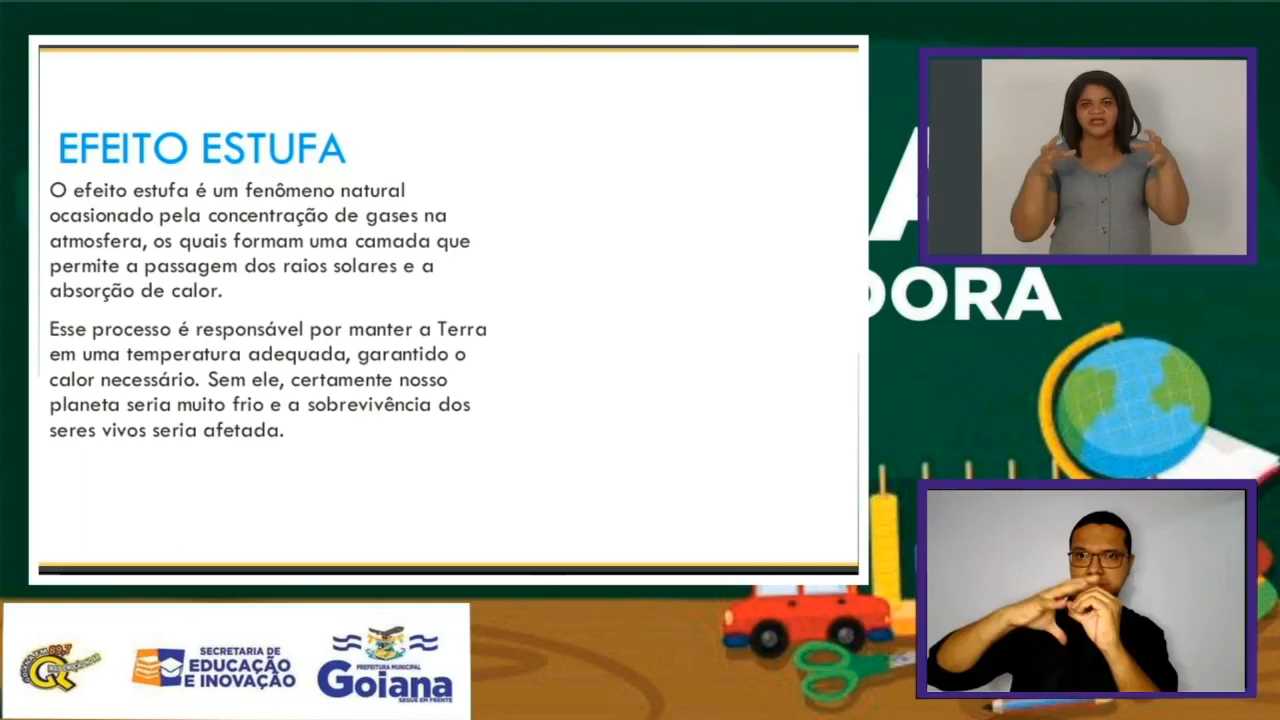 EFEITO ESTUFA
O efeito estufa é um fenômeno natural
ocasionado pela concentração de gases na
atmosfera, os quais formam uma camada que
permite a passagem dos raios solares e a
absorção de calor.
Esse processo é responsável por manter a Terra
em uma temperatura adequada, garantido o
calor necessário. Sem ele, certamente nosso
planeta seria muito frio e a sobrevivência dos
seres vivos seria afetada.
A
DORA
SECRETARIA DE
EDUCAÇÃO
E INOVAÇÃO
PREFEITURA MUNICIPAL
Goiana
SEGUE EM FRENTE